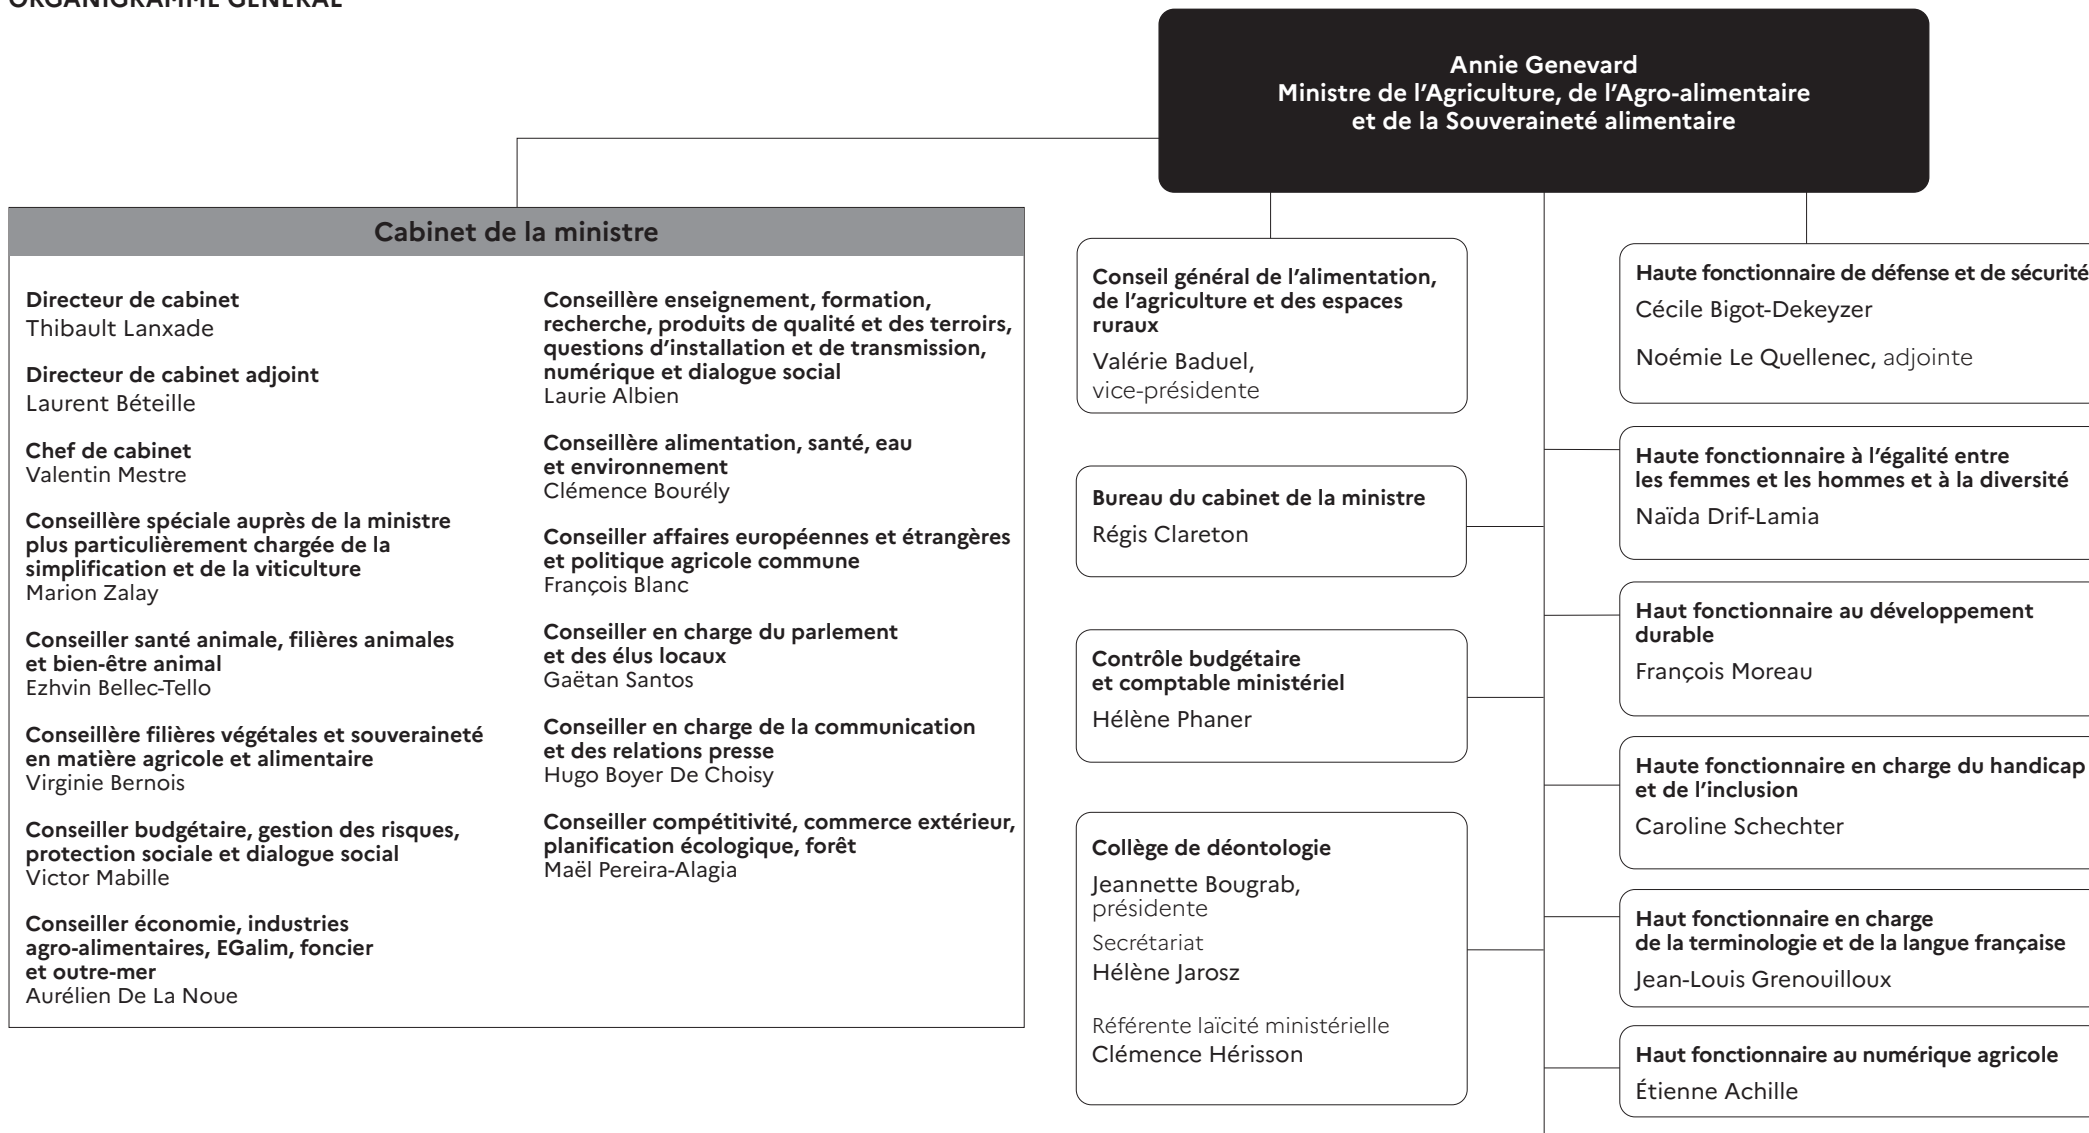 ORGANIGRAMME GÉNÉRAL
Annie Genevard
Ministre de l'Agriculture, de l'Agro-alimentaire
et de la Souveraineté alimentaire
Cabinet de la ministre
Directeur de cabinet
Thibault Lanxade
Directeur de cabinet adjoint
Laurent Béteille
Chef de cabinet
Valentin Mestre
Conseillère spéciale auprès de la ministre
plus particulièrement chargée de la
simplification et de la viticulture
Marion Zalay
Conseiller santé animale, filières animales
et bien-être animal
Ezhvin Bellec-Tello
Conseillère filières végétales et souveraineté
en matière agricole et alimentaire
Virginie Bernois
Conseiller budgétaire, gestion des risques,
protection sociale et dialogue social
Victor Mabille
Conseiller économie, industries
agro-alimentaires, EGalim, foncier
et outre-mer
Aurélien De La Noue
Conseillère enseignement, formation,
recherche, produits de qualité et des terroirs,
questions d'installation et de transmission,
numérique et dialogue social
Laurie Albien
Conseillère alimentation, santé, eau
et environnement
Clémence Bourély
Conseiller affaires européennes et étrangères
et politique agricole commune
François Blanc
Conseiller en charge du parlement
et des élus locaux
Gaëtan Santos
Conseiller en charge de la communication
et des relations presse
Hugo Boyer De Choisy
Conseiller compétitivité, commerce extérieur,
planification écologique, forêt
Maël Pereira-Alagia
Conseil général de l'alimentation,
de l'agriculture et des espaces
ruraux
Valérie Baduel,
vice-présidente
Bureau du cabinet de la ministre
Régis Clareton
Contrôle budgétaire
et comptable ministériel
Hélène Phaner
Collège de déontologie
Jeannette Bougrab,
présidente
Secrétariat
Hélène Jarosz
Référente laïcité ministérielle
Clémence Hérisson
Haute fonctionnaire de défense et de sécurité
Cécile Bigot-Dekeyzer
Noémie Le Quellenec, adjointe
Haute fonctionnaire à l'égalité entre
les femmes et les hommes et à la diversité
Naïda Drif-Lamia
Haut fonctionnaire au développement
durable
François Moreau
Haute fonctionnaire en charge du handicap
et de l'inclusion
Caroline Schechter
Haut fonctionnaire en charge
de la terminologie et de la langue française
Jean-Louis Grenouilloux
Haut fonctionnaire au numérique agricole
Étienne Achille